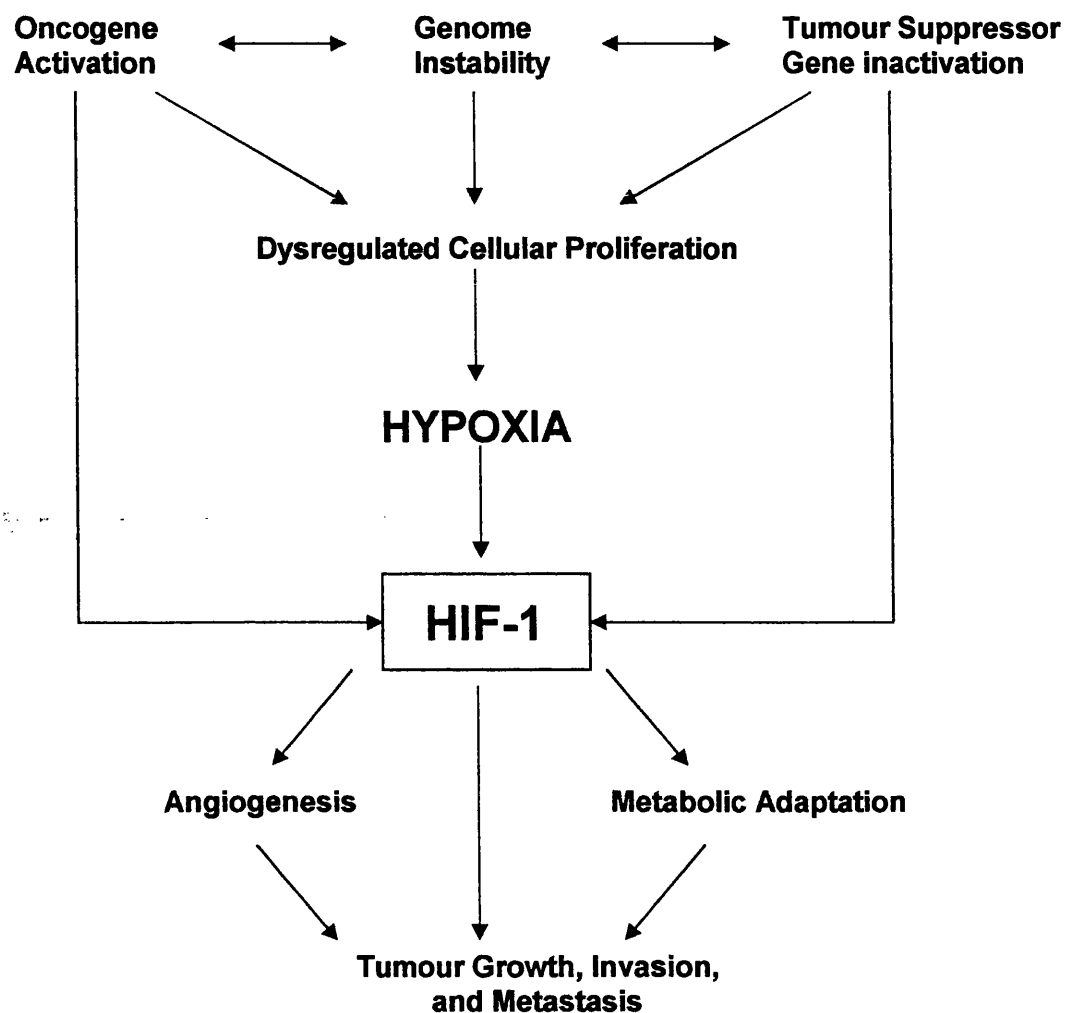 Oncogene
Activation
Genome
Instability
Tumour Suppressor
Gene inactivation
Dysregulated Cellular Proliferation
HYPOXIA
HIF-1
Angiogenesis
Metabolic Adaptation
Tumour Growth, Invasion,
and Metastasis